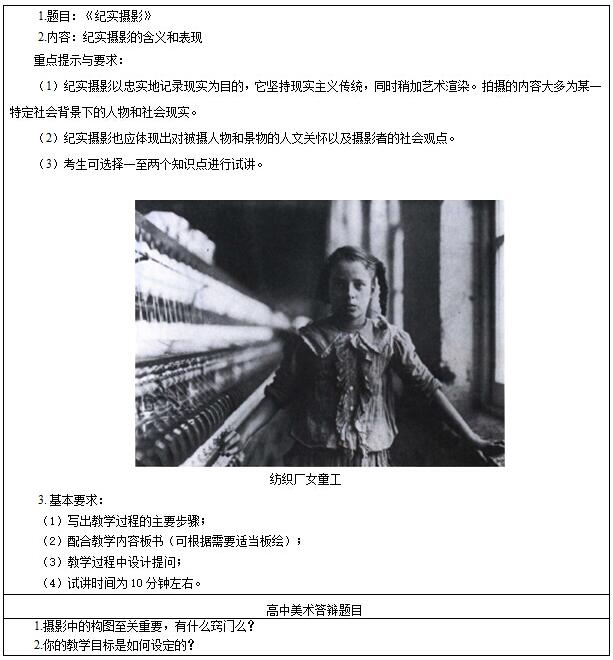 1.题目：《纪实摄影》
2.内容：纪实摄影的含义和表现
重点提示与要求：
（1）纪实摄影以忠实地记录现实为目的，它坚持现实主义传统，同时稍加艺术渲染。拍摄的内容大多为某一
特定社会背景下的人物和社会现实。
（2）纪实摄影也应体现出对被摄人物和景物的人文关怀以及摄影者的社会观点。
（3）考生可选择一至两个知识点进行试讲。
纺织厂女童工
3. 基本要求：
（1）写出教学过程的主要步骤；
（2）配合教学内容板书（可根据需要适当板绘）；
（3）教学过程中设计提问；
（4）试讲时间为 10 分钟左右。
高中美术答辩题目
1.摄影中的构图至关重要，有什么窍门么？
2.你的教学目标是如何设定的？